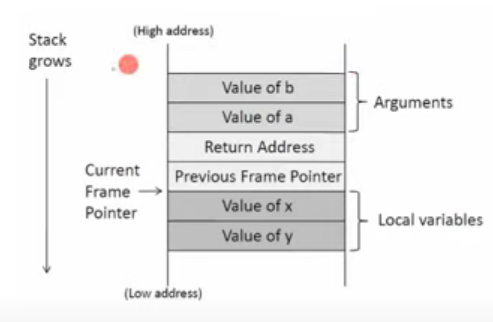 (High address)
Stack
grows
Value of b
Value of a
Arguments
Return Address
Previous Frame Pointer
Current
Frame
Pointer
Value of x
Value of y
Local variables
(Low address)